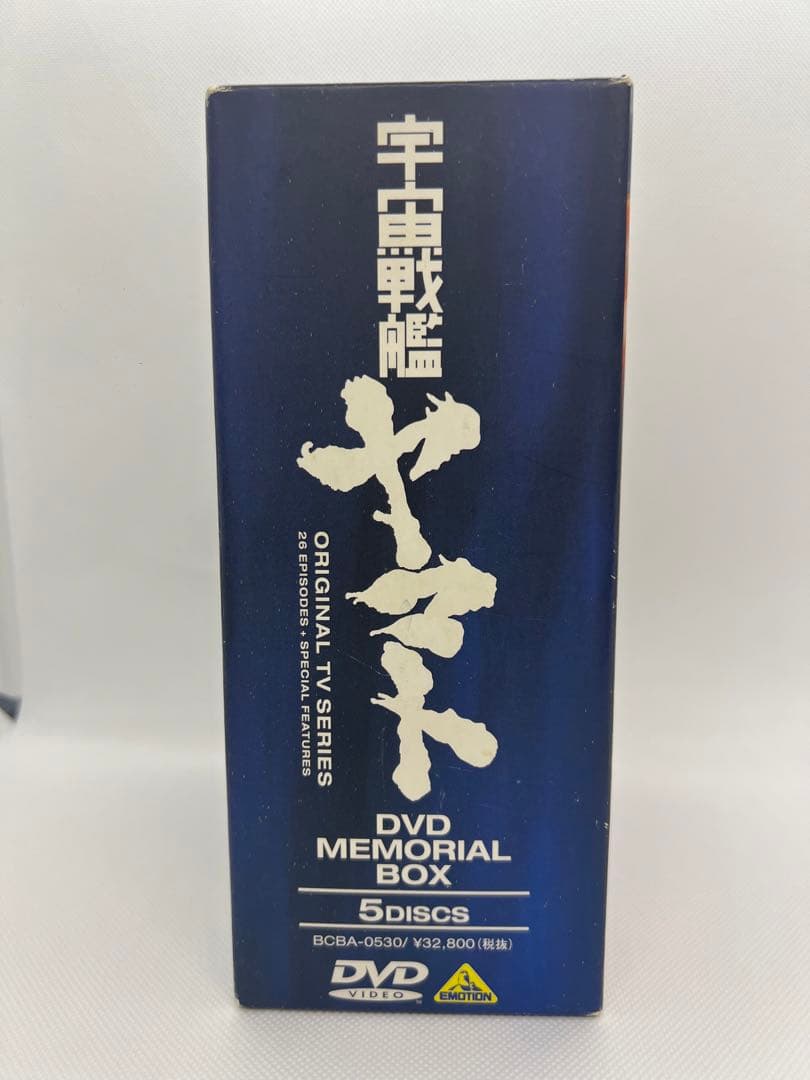 宇宙戦艦
ヤマト
ORIGINAL TV SERIES
26 EPISODES + SPECIAL FEATURES
DVD
MEMORIAL
BOX
5DISCS
BCBA-0530/ ¥32,800(税抜)
DVD
VIDEO
EMOTION